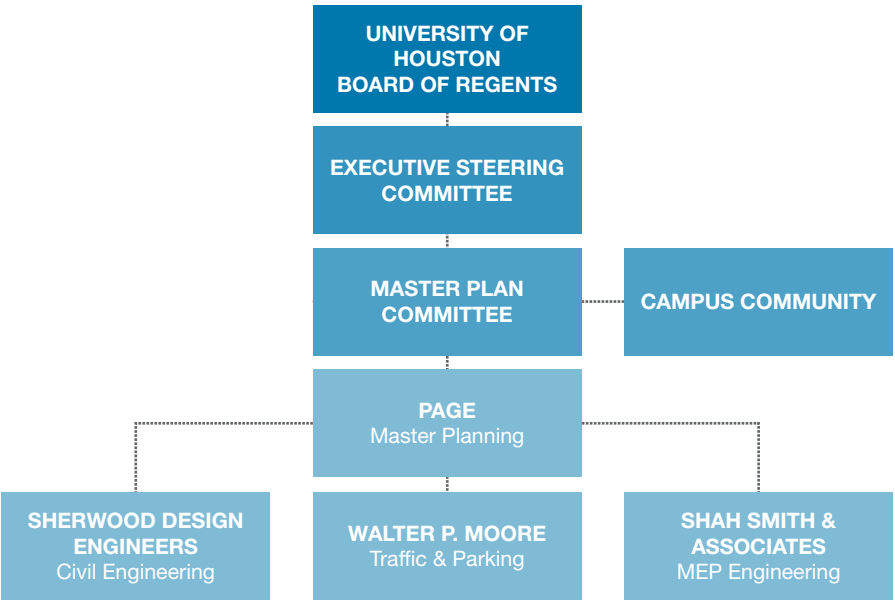 UNIVERSITY OF
HOUSTON
BOARD OF REGENTS
EXECUTIVE STEERING
COMMITTEE
MASTER PLAN
COMMITTEE
CAMPUS COMMUNITY
PAGE
Master Planning
SHERWOOD DESIGN
ENGINEERS
Civil Engineering
WALTER P. MOORE
Traffic & Parking
SHAH SMITH &
ASSOCIATES
MEP Engineering